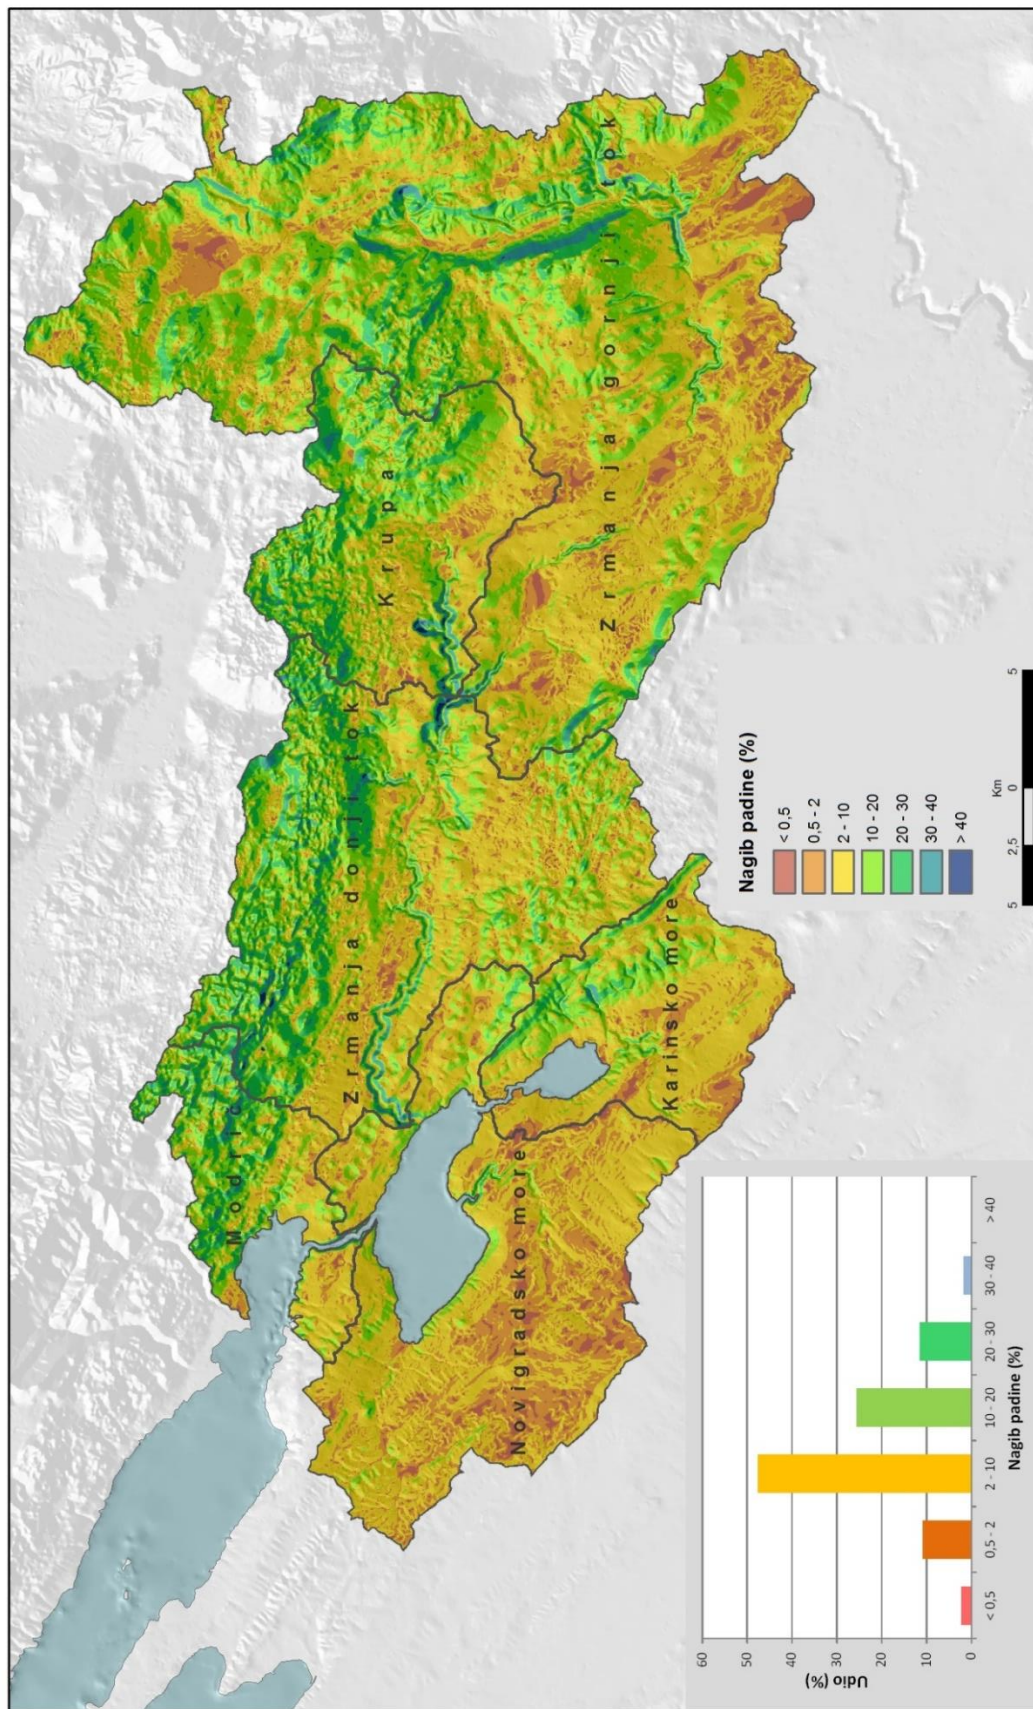 Modrič
Zrmanja donji tok
Krupa
Zrmanja gornji tok
Novigradsko more
Karinsko more
Nagib padine (%)
< 0,5
0,5 - 2
2 - 10
10 - 20
20 - 30
30 - 40
> 40
Km
5 2,5 0 5
Udio (%)
60
50
40
30
20
10
0
< 0,5 0,5 - 2 2 - 10 10 - 20 20 - 30 30 - 40 > 40
Nagib padine (%)